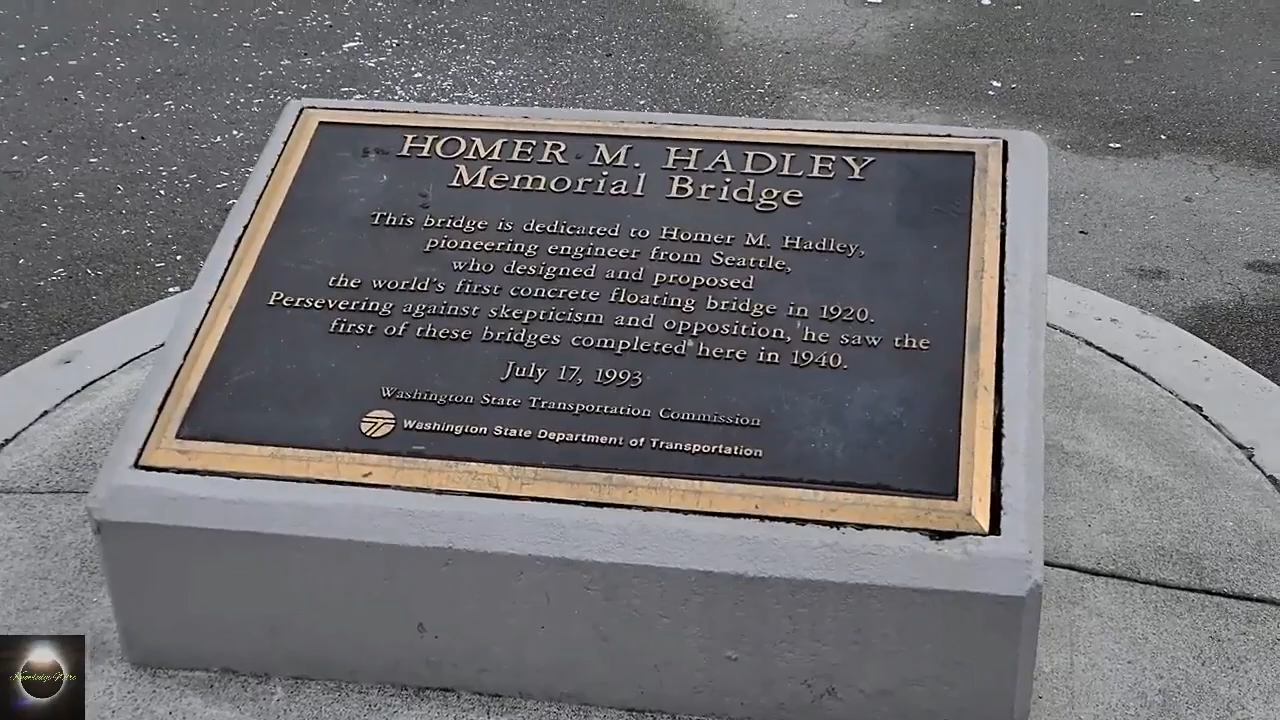 HOMER M. HADLEY
Memorial Bridge
This bridge is dedicated to Homer M. Hadley,
pioneering engineer from Seattle,
who designed and proposed
the world's first concrete floating bridge in 1920.
Persevering against skepticism and opposition, he saw the
first of these bridges completed here in 1940.
July 17, 1993
Washington State Transportation Commission
Washington State Department of Transportation